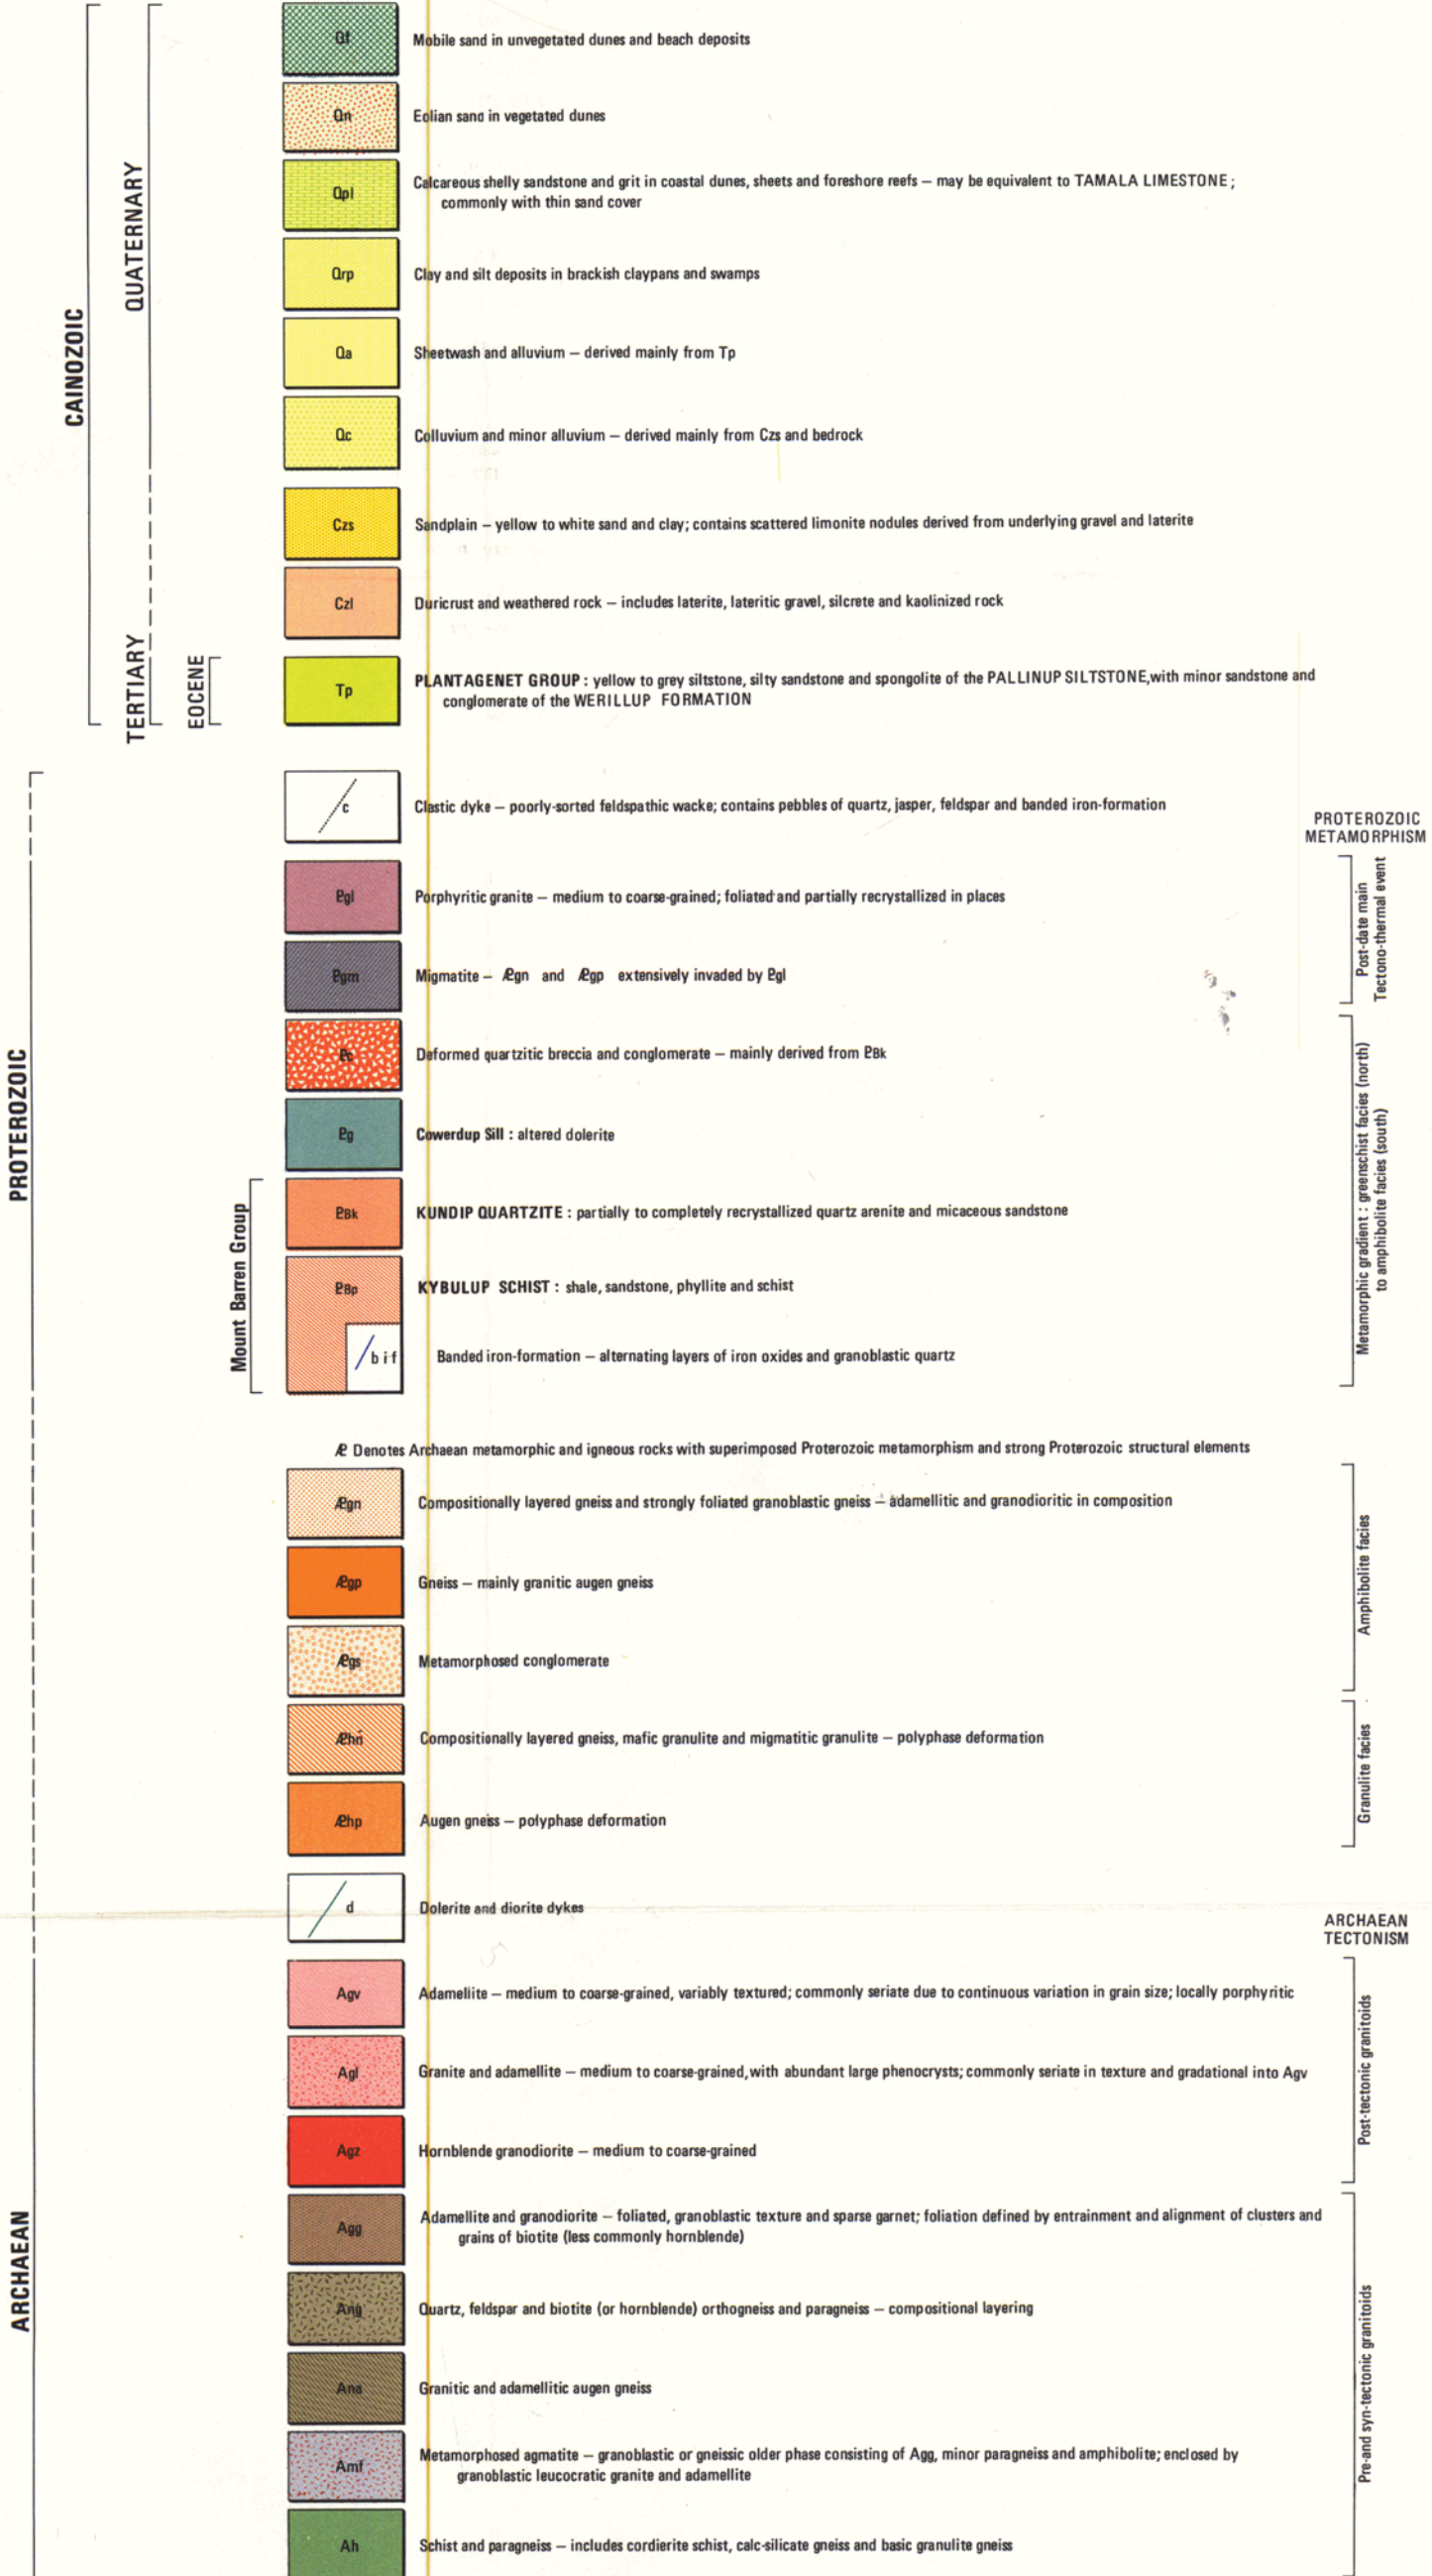 CAINOZOIC
QUATERNARY
TERTIARY
EOCENE
Qf Mobile sand in unvegetated dunes and beach deposits
Qn Eolian sand in vegetated dunes
Qpl Calcareous shelly sandstone and grit in coastal dunes, sheets and foreshore reefs – may be equivalent to TAMALA LIMESTONE;
commonly with thin sand cover
Qrp Clay and silt deposits in brackish claypans and swamps
Qa Sheetwash and alluvium – derived mainly from Tp
Qc Colluvium and minor alluvium – derived mainly from Czs and bedrock
Czs Sandplain – yellow to white sand and clay; contains scattered limonite nodules derived from underlying gravel and laterite
Czl Duricrust and weathered rock – includes laterite, lateritic gravel, silcrete and kaolinized rock
Tp PLANTAGENET GROUP : yellow to grey siltstone, silty sandstone and spongolite of the PALLINUP SILTSTONE, with minor sandstone and
conglomerate of the WERILLUP FORMATION
PROTEROZOIC
c Clastic dyke – poorly-sorted feldspathic wacke; contains pebbles of quartz, jasper, feldspar and banded iron-formation
PROTEROZOIC
METAMORPHISM
Pgl Porphyritic granite – medium to coarse-grained; foliated and partially recrystallized in places
Post-date main
Tectono-thermal event
Pgm Migmatite – ÆPgn and ÆPgp extensively invaded by Pgl
Pc Deformed quartzitic breccia and conglomerate – mainly derived from PBk
Pg Cowerdup Sill : altered dolerite
Metamorphic gradient : greenschist facies (north)
to amphibolite facies (south)
Mount Barren Group
PBk KUNDIP QUARTZITE : partially to completely recrystallized quartz arenite and micaceous sandstone
PBp KYBULUP SCHIST : shale, sandstone, phyllite and schist
bif Banded iron-formation – alternating layers of iron oxides and granoblastic quartz
ÆP Denotes Archaean metamorphic and igneous rocks with superimposed Proterozoic metamorphism and strong Proterozoic structural elements
ÆPgn Compositionally layered gneiss and strongly foliated granoblastic gneiss – adamellitic and granodioritic in composition
ÆPgp Gneiss – mainly granitic augen gneiss
Amphibolite facies
ÆPgs Metamorphosed conglomerate
ÆPhn Compositionally layered gneiss, mafic granulite and migmatitic granulite – polyphase deformation
Granulite facies
ÆPhp Augen gneiss – polyphase deformation
d Dolerite and diorite dykes
ARCHAEAN
TECTONISM
ARCHAEAN
Agv Adamellite – medium to coarse-grained, variably textured; commonly seriate due to continuous variation in grain size; locally porphyritic
Agl Granite and adamellite – medium to coarse-grained, with abundant large phenocrysts; commonly seriate in texture and gradational into Agv
Post-tectonic granitoids
Agz Hornblende granodiorite – medium to coarse-grained
Agg Adamellite and granodiorite – foliated, granoblastic texture and sparse garnet; foliation defined by entrainment and alignment of clusters and
grains of biotite (less commonly hornblende)
Ang Quartz, feldspar and biotite (or hornblende) orthogneiss and paragneiss – compositional layering
Ana Granitic and adamellitic augen gneiss
Pre-and syn-tectonic granitoids
Amf Metamorphosed agmatite – granoblastic or gneissic older phase consisting of Agg, minor paragneiss and amphibolite; enclosed by
granoblastic leucocratic granite and adamellite
Ah Schist and paragneiss – includes cordierite schist, calc-silicate gneiss and basic granulite gneiss